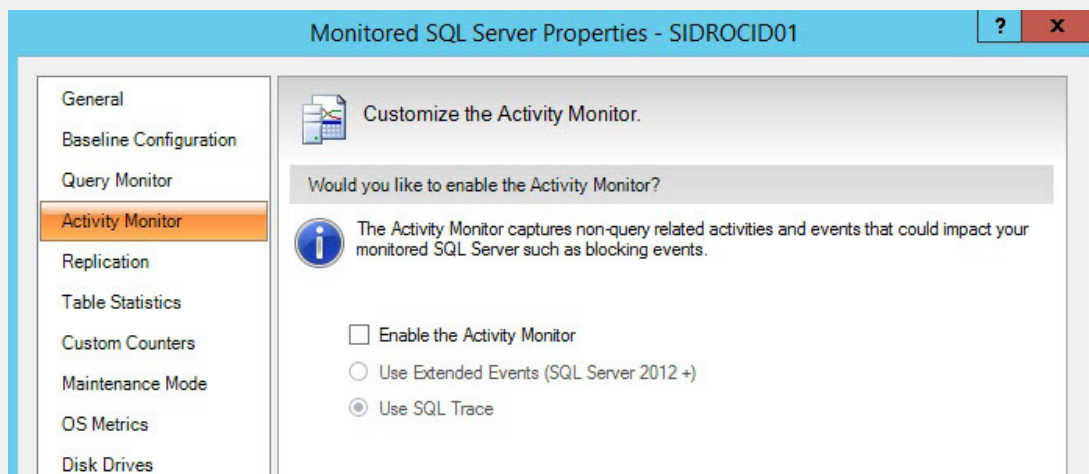 Monitored SQL Server Properties - SIDROCID01
? x
General
Baseline Configuration
Query Monitor
Activity Monitor
Replication
Table Statistics
Custom Counters
Maintenance Mode
OS Metrics
Disk Drives
Customize the Activity Monitor.
Would you like to enable the Activity Monitor?
The Activity Monitor captures non-query related activities and events that could impact your
monitored SQL Server such as blocking events.
Enable the Activity Monitor
Use Extended Events (SQL Server 2012 +)
Use SQL Trace